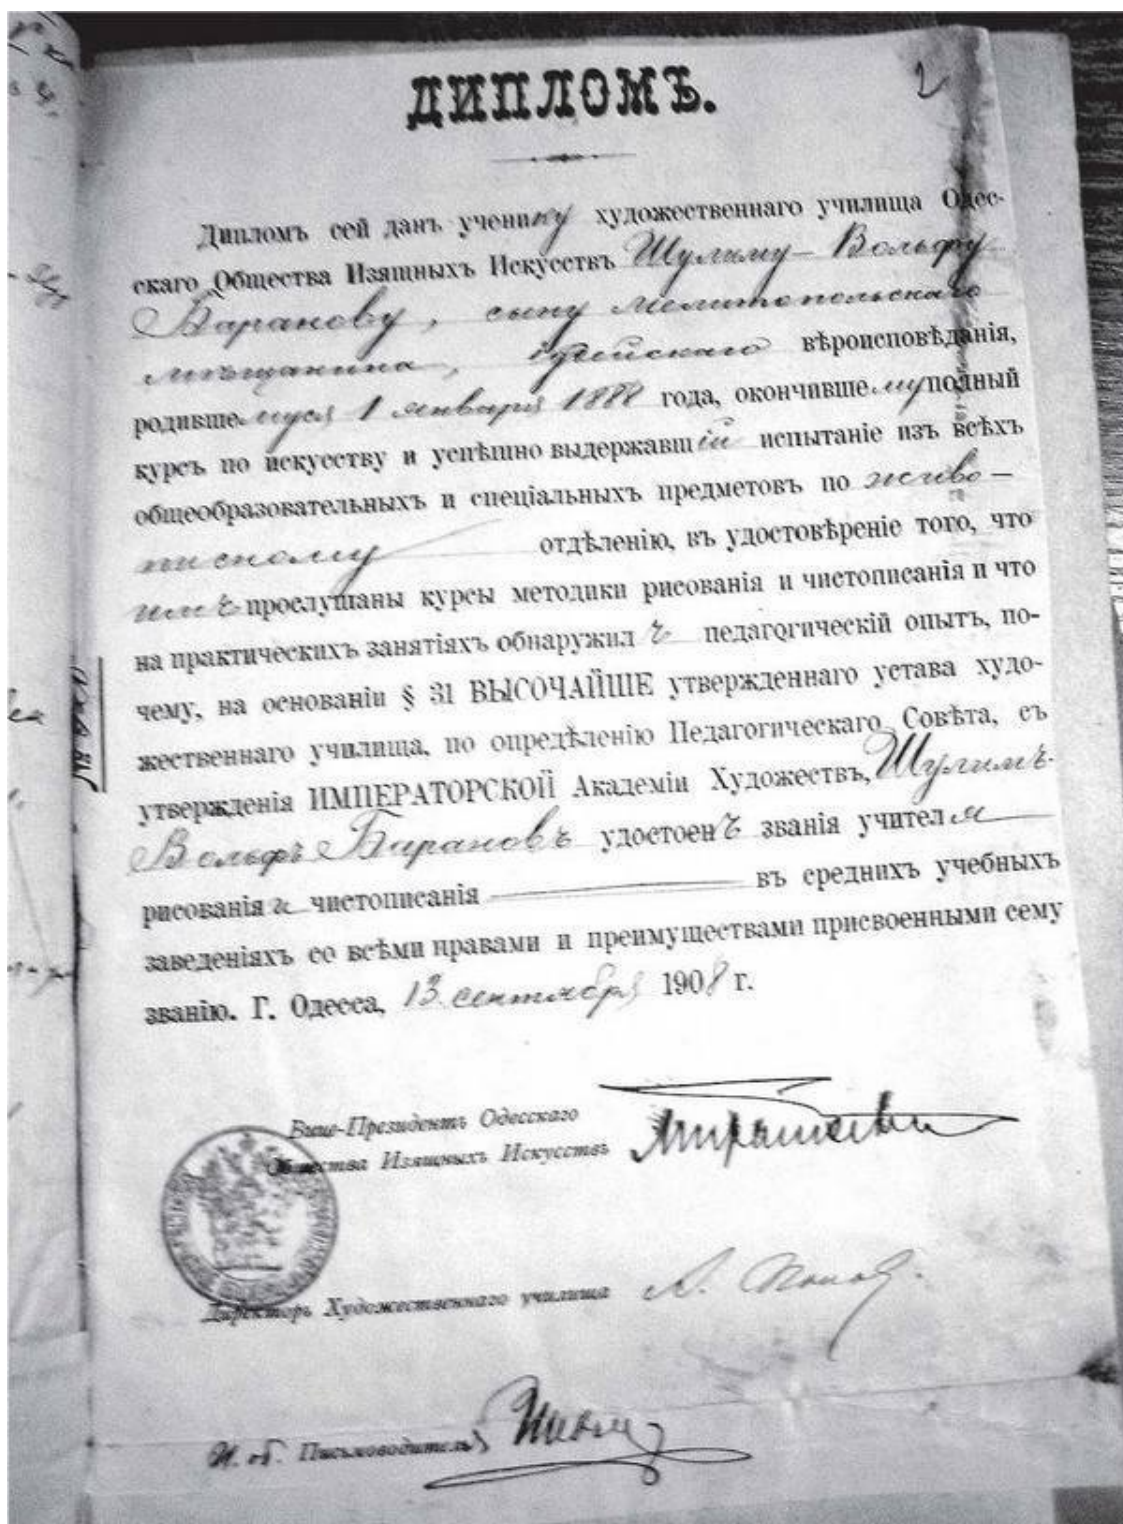 2
ДИПЛОМЪ.
Дипломъ сей данъ ученику художественнаго училища Одес-
скаго Общества Изящныхъ Искусствъ Шулиму-Вольфу
Баранову, сыну мелитопольскаго
мѣщанина, іудейскаго вѣроисповѣданія,
родившемуся 1 января 1888 года, окончившему полный
курсъ по искусству и успѣшно выдержавшій испытаніе изъ всѣхъ
общеобразовательныхъ и спеціальныхъ предметовъ по живо-
писному отдѣленію, въ удостовѣреніе того, что
имъ прослушаны курсы методики рисованія и чистописанія и что
на практическихъ занятіяхъ обнаружилъ педагогическій опытъ, по-
чему, на основаніи § 31 ВЫСОЧАЙШЕ утвержденнаго устава худо-
жественнаго училища, по опредѣленію Педагогическаго Совѣта, съ
утвержденія ИМПЕРАТОРСКОЙ Академіи Художествъ, Шулимъ-
Вольфъ Барановъ удостоенъ званія учителя
рисованія и чистописанія въ среднихъ учебныхъ
заведеніяхъ со всѣми правами и преимуществами присвоенными сему
званію. Г. Одесса, 13 сентября 1908 г.
Вице-Президентъ Одесскаго
Общества Изящныхъ Искусствъ
Директоръ Художественнаго училища
И. об. Письмоводителя